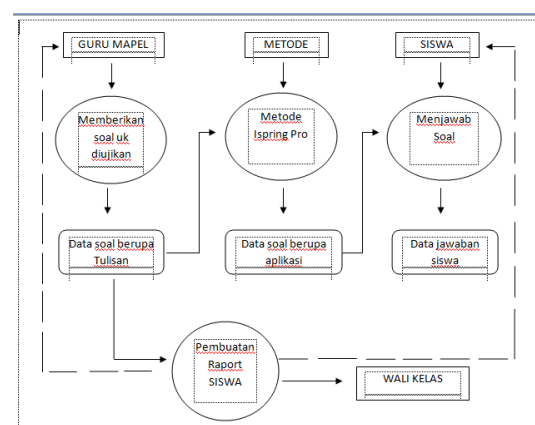 GURU MAPEL
METODE
SISWA
Memberikan
soal uk
diujikan
Metode
Ispring Pro
Menjawab
Soal
Data soal berupa
Tulisan
Data soal berupa
aplikasi
Data jawaban
siswa
Pembuatan
Raport
SISWA
WALI KELAS